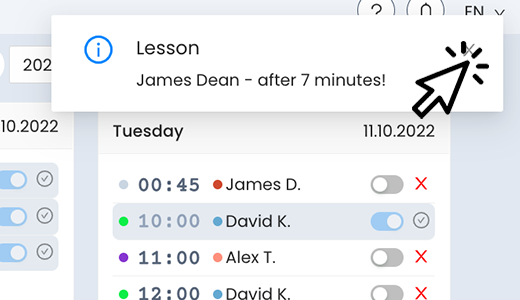 ? EN
Lesson
202
James Dean - after 7 minutes!
.10.2022
Tuesday 11.10.2022
00:45 James D.
10:00 David K.
11:00 Alex T.
12:00 David K.